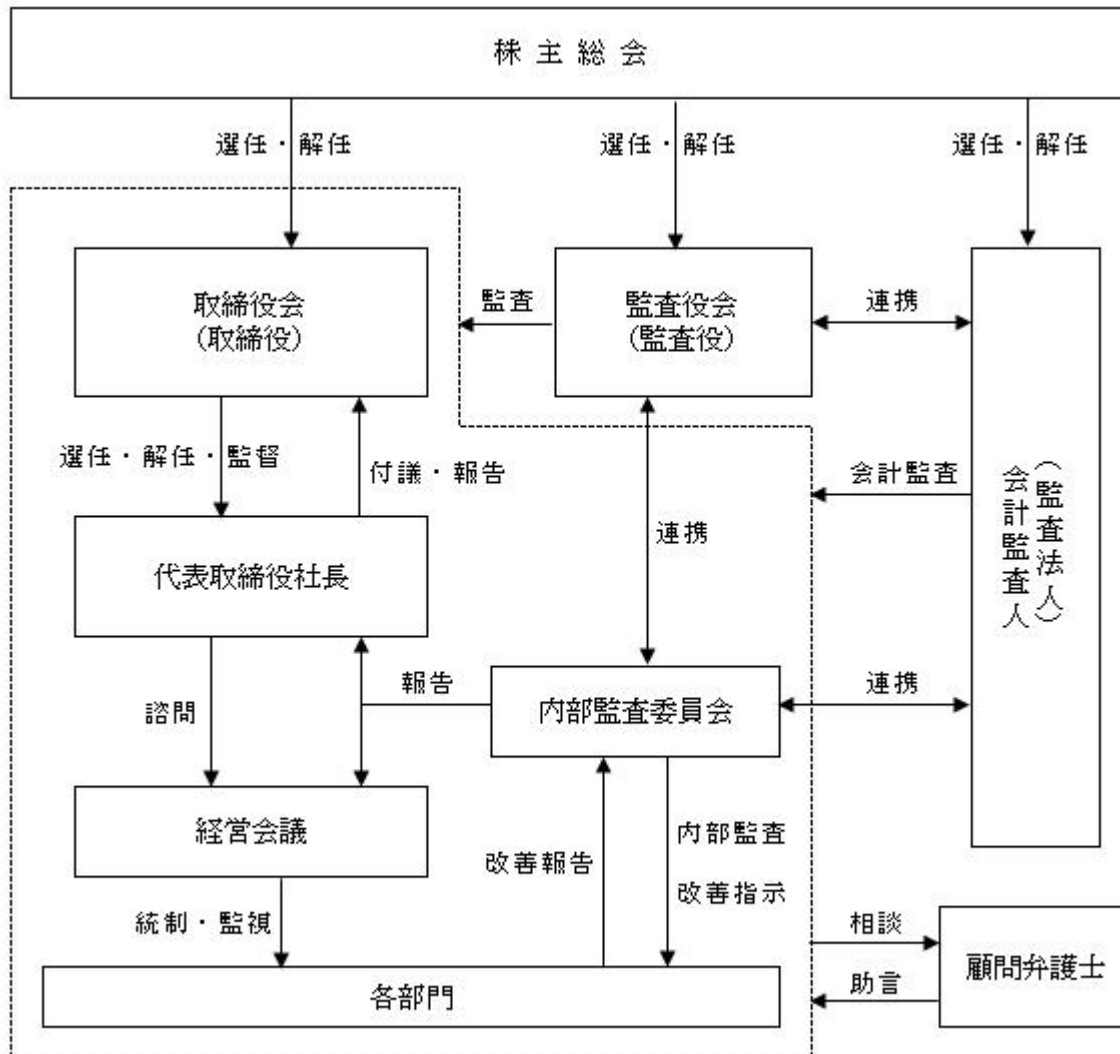 株主総会
選任・解任
選任・解任
選任・解任
取締役会
(取締役)
監査
監査役会
(監査役)
連携
会計監査人
(監査法人)
選任・解任・監督
付議・報告
会計監査
連携
代表取締役社長
報告
内部監査委員会
連携
諮問
経営会議
改善報告
内部監査
改善指示
統制・監視
相談
助言
顧問弁護士
各部門